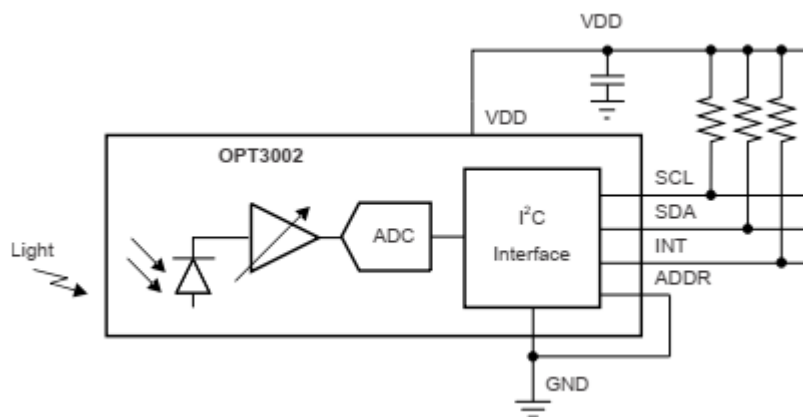 VDD
VDD
OPT3002
SCL
I²C
SDA
ADC
Light
Interface
INT
ADDR
GND